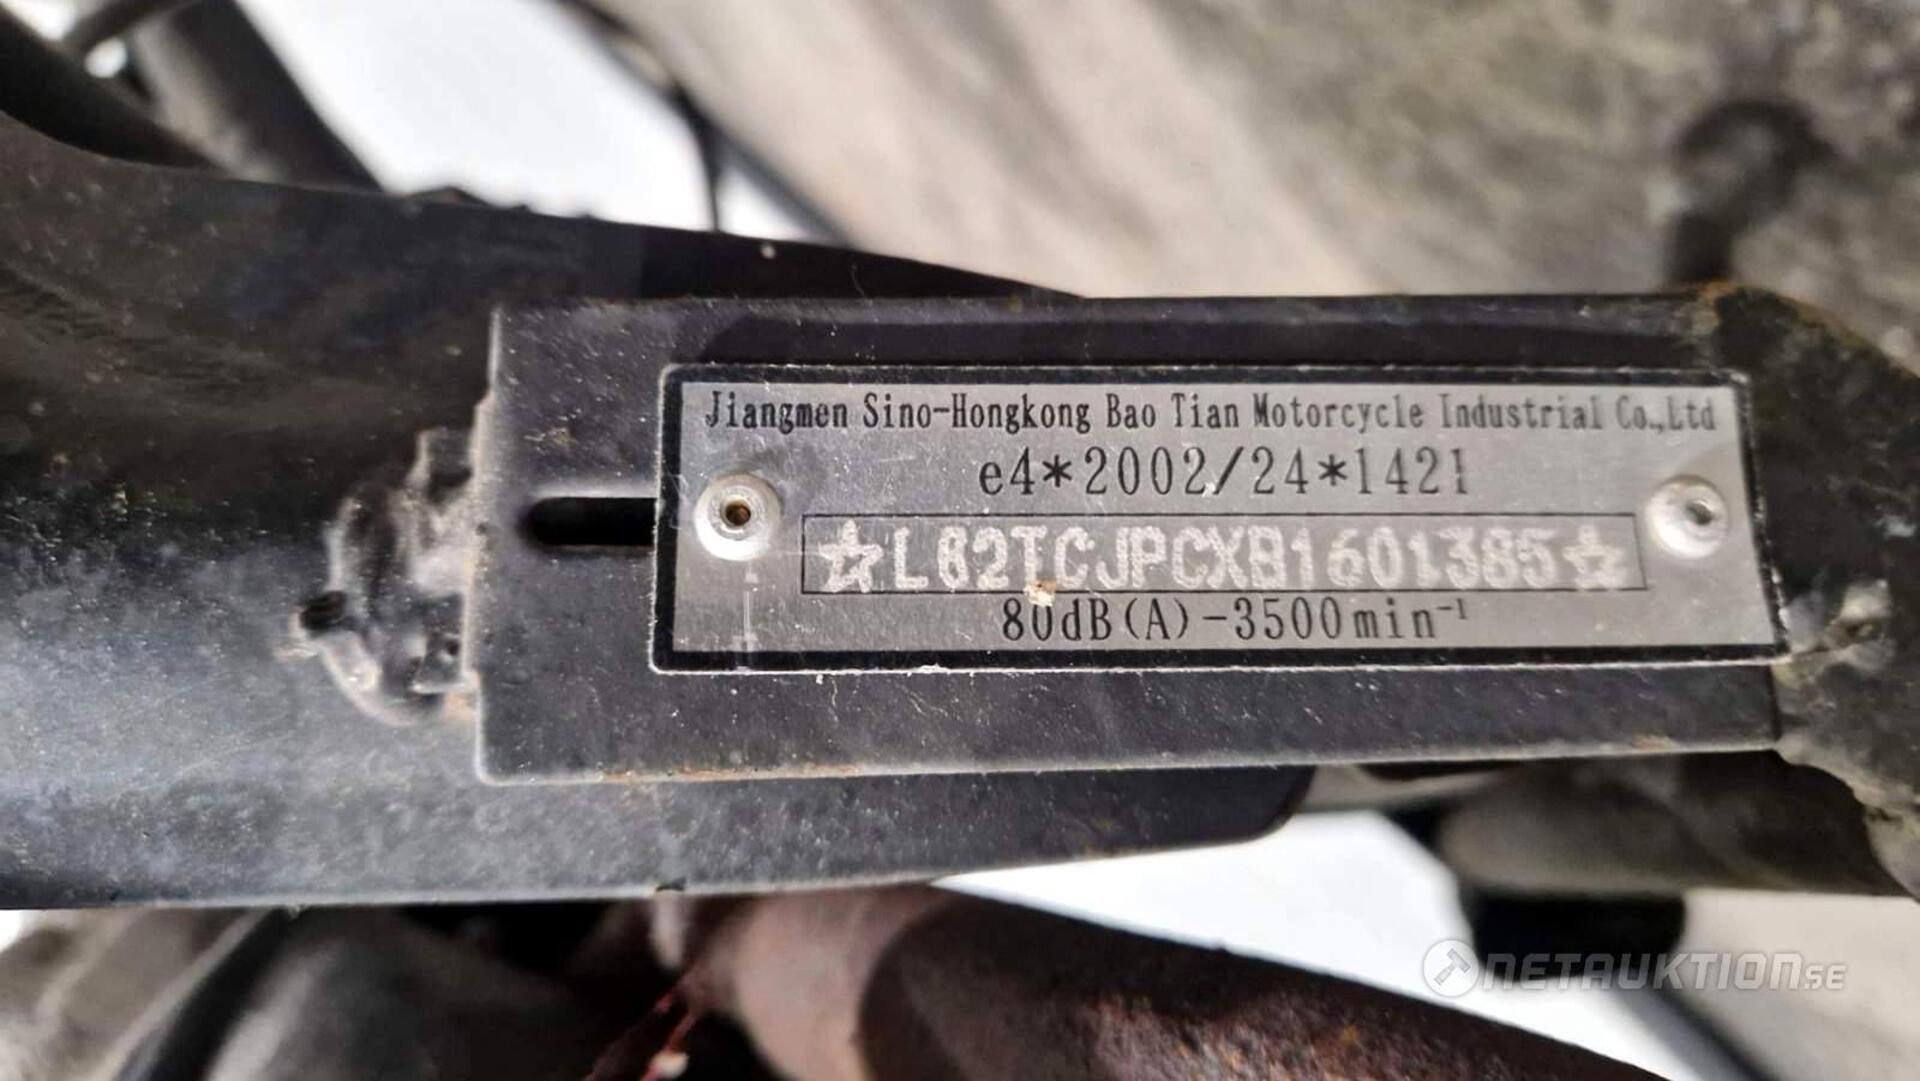 Jiangmen Sino-Hongkong Bao Tian Motorcycle Industrial Co.,Ltd
e4*2002/24*1421
☆L82TCJPCXB1601385☆
80dB(A)-3500min⁻¹
NETAUKTION.SE